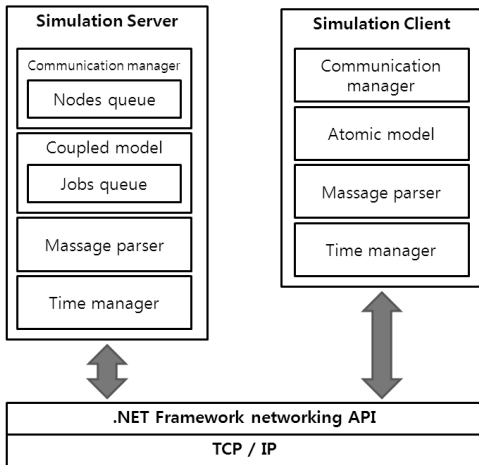 Simulation Server
Communication manager
Nodes queue
Coupled model
Jobs queue
Massage parser
Time manager
Simulation Client
Communication
manager
Atomic model
Massage parser
Time manager
.NET Framework networking API
TCP / IP